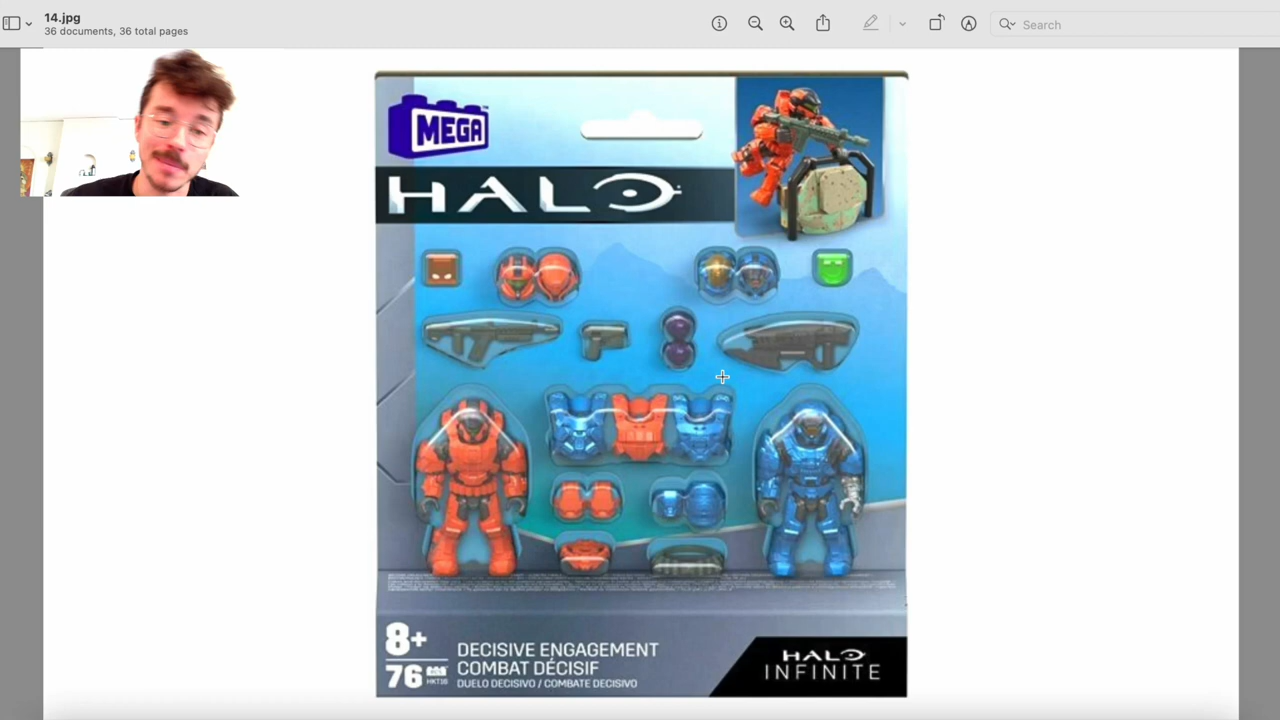 14.jpg
36 documents, 36 total pages
Search
MEGA
HALO
8+
76
HKT16
DECISIVE ENGAGEMENT
COMBAT DÉCISIF
DUELO DECISIVO / COMBATE DECISIVO
HALO
INFINITE